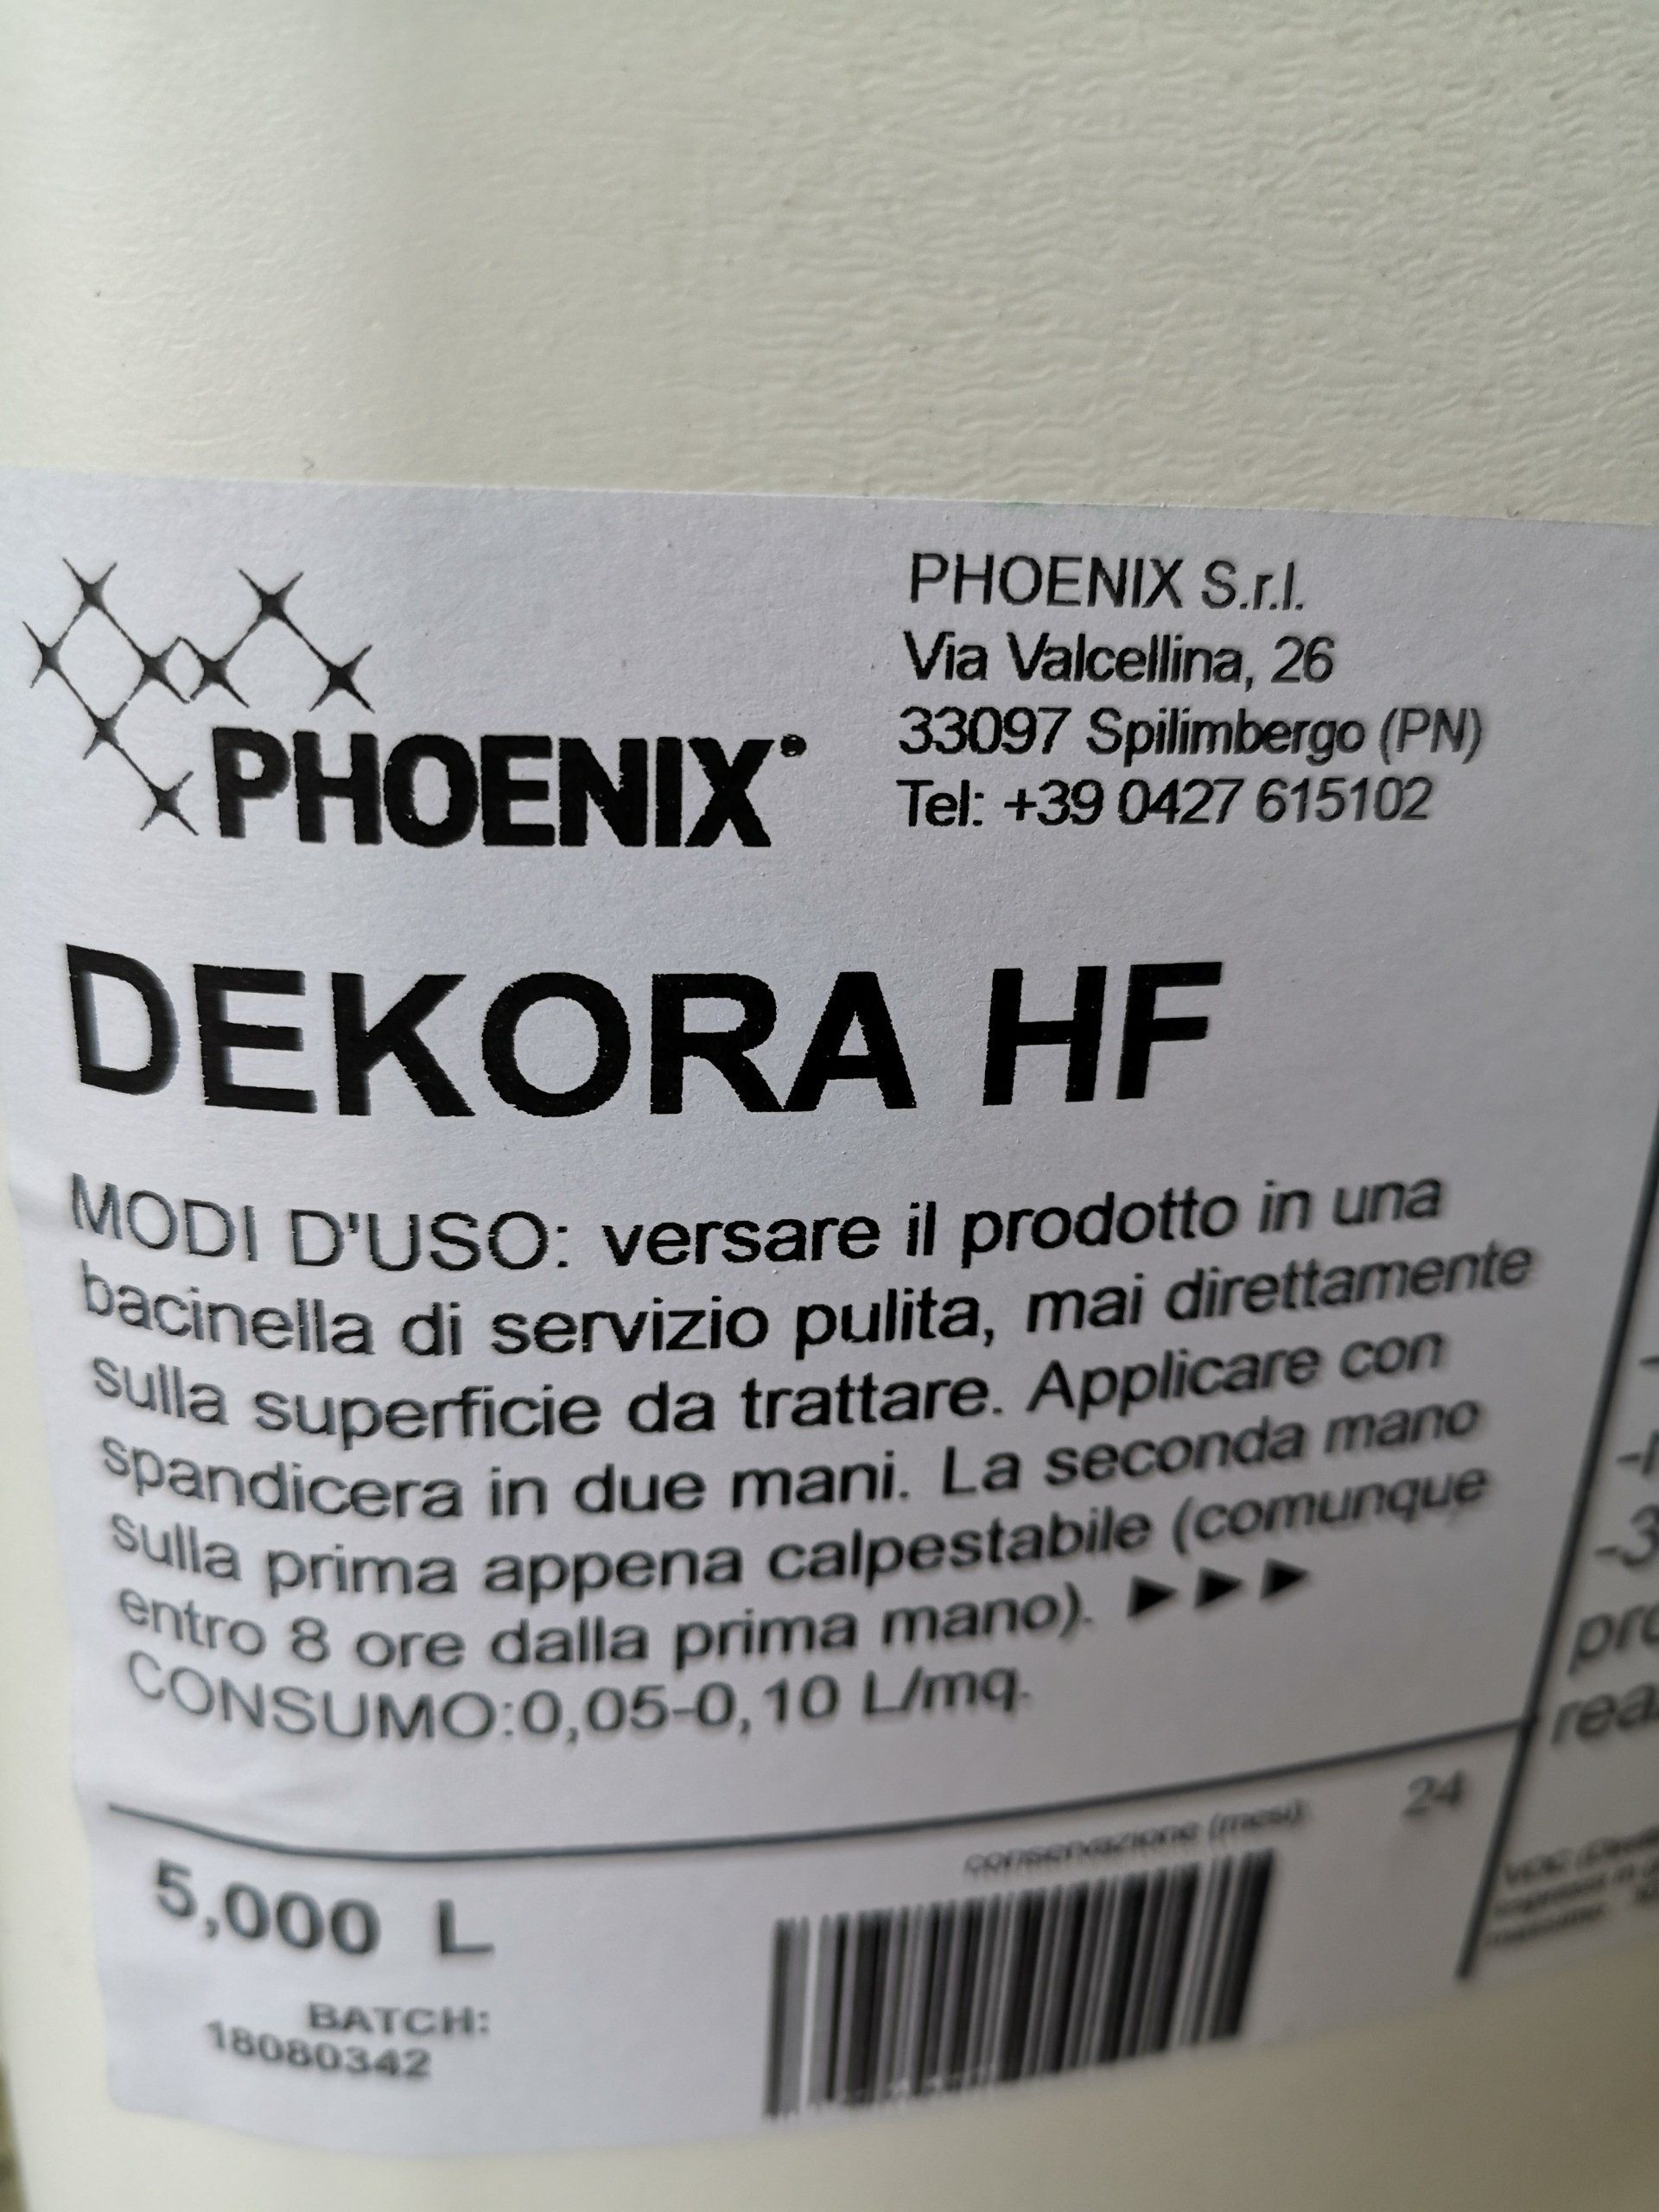 PHOENIX
PHOENIX S.r.l.
Via Valcellina, 26
33097 Spilimbergo (PN)
Tel: +39 0427 615102
DEKORA HF
MODI D'USO: versare il prodotto in una
bacinella di servizio pulita, mai direttamente
sulla superficie da trattare. Applicare con
spandicera in due mani. La seconda mano
sulla prima appena calpestabile (comunque
entro 8 ore dalla prima mano). ►►►
CONSUMO:0,05-0,10 L/mq.
conservazione (mesi) 24
5,000 L
BATCH:
18080342